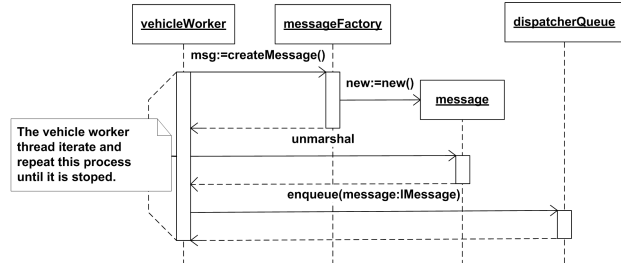 vehicleWorker
messageFactory
dispatcherQueue
msg:=createMessage()
new:=new()
message
The vehicle worker
thread iterate and
repeat this process
until it is stoped.
unmarshal
enqueue(message:IMessage)